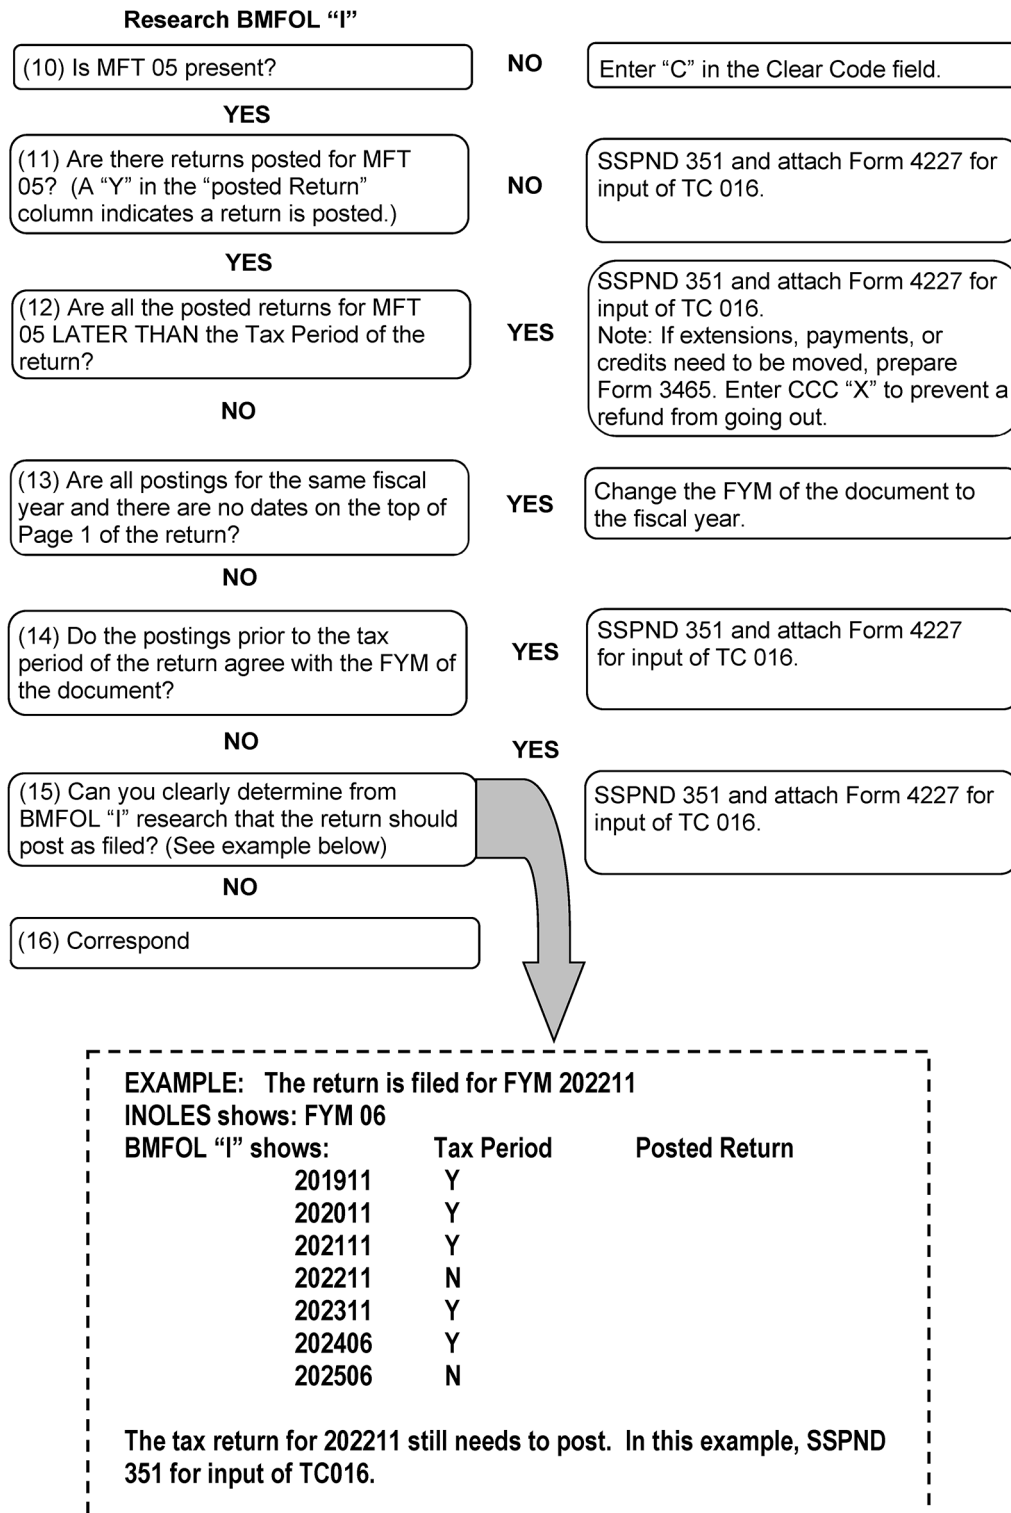 Research BMFOL “I”
(10) Is MFT 05 present?
NO
Enter “C” in the Clear Code field.
YES
(11) Are there returns posted for MFT
05? (A “Y” in the “posted Return”
column indicates a return is posted.)
NO
SSPND 351 and attach Form 4227 for
input of TC 016.
YES
(12) Are all the posted returns for MFT
05 LATER THAN the Tax Period of the
return?
YES
SSPND 351 and attach Form 4227 for
input of TC 016.
Note: If extensions, payments, or
credits need to be moved, prepare
Form 3465. Enter CCC “X” to prevent a
refund from going out.
NO
(13) Are all postings for the same fiscal
year and there are no dates on the top of
Page 1 of the return?
YES
Change the FYM of the document to
the fiscal year.
NO
(14) Do the postings prior to the tax
period of the return agree with the FYM of
the document?
YES
SSPND 351 and attach Form 4227
for input of TC 016.
NO
YES
(15) Can you clearly determine from
BMFOL “I” research that the return should
post as filed? (See example below)
SSPND 351 and attach Form 4227 for
input of TC 016.
NO
(16) Correspond
EXAMPLE: The return is filed for FYM 202211
INOLES shows: FYM 06
BMFOL “I” shows: Tax Period Posted Return
201911 Y
202011 Y
202111 Y
202211 N
202311 Y
202406 Y
202506 N
The tax return for 202211 still needs to post. In this example, SSPND
351 for input of TC016.